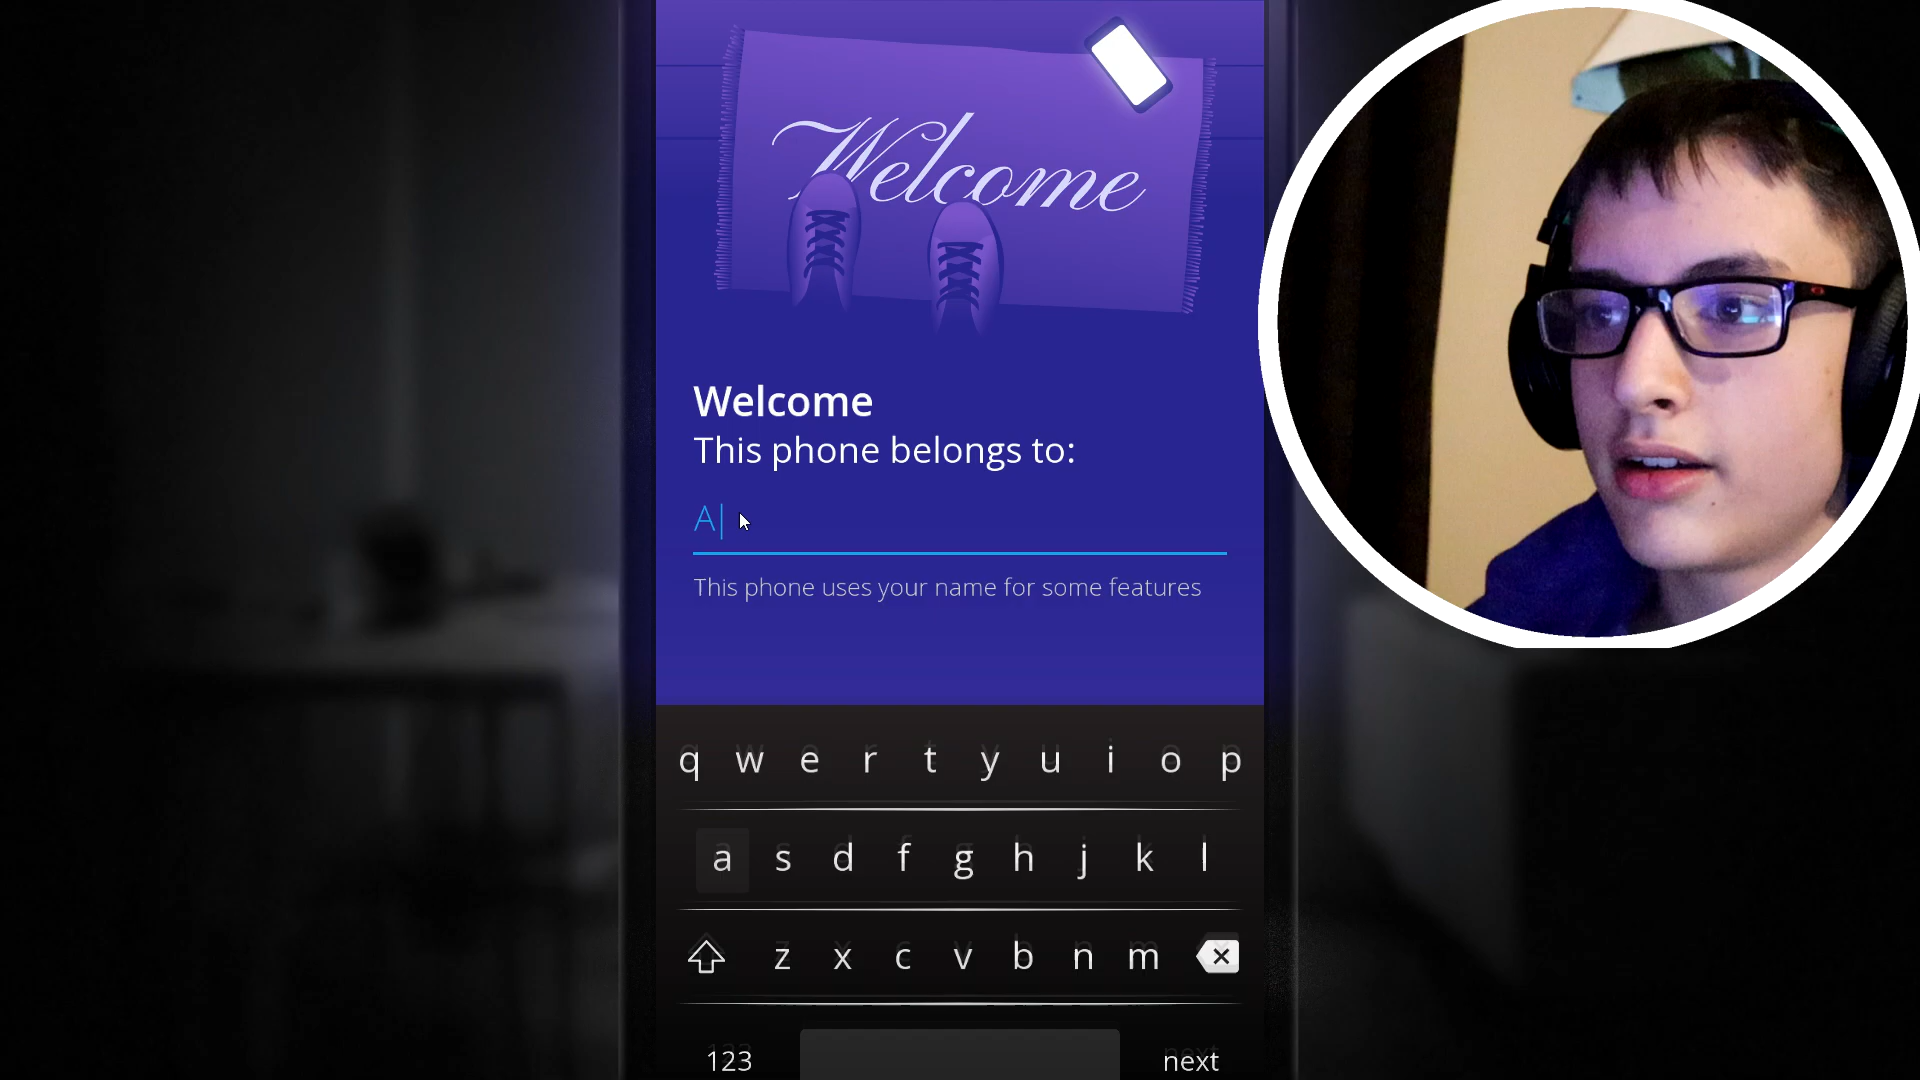 Welcome
Welcome
This phone belongs to:
A
This phone uses your name for some features
q w e r t y u i o p
a s d f g h j k l
z x c v b n m
123 next